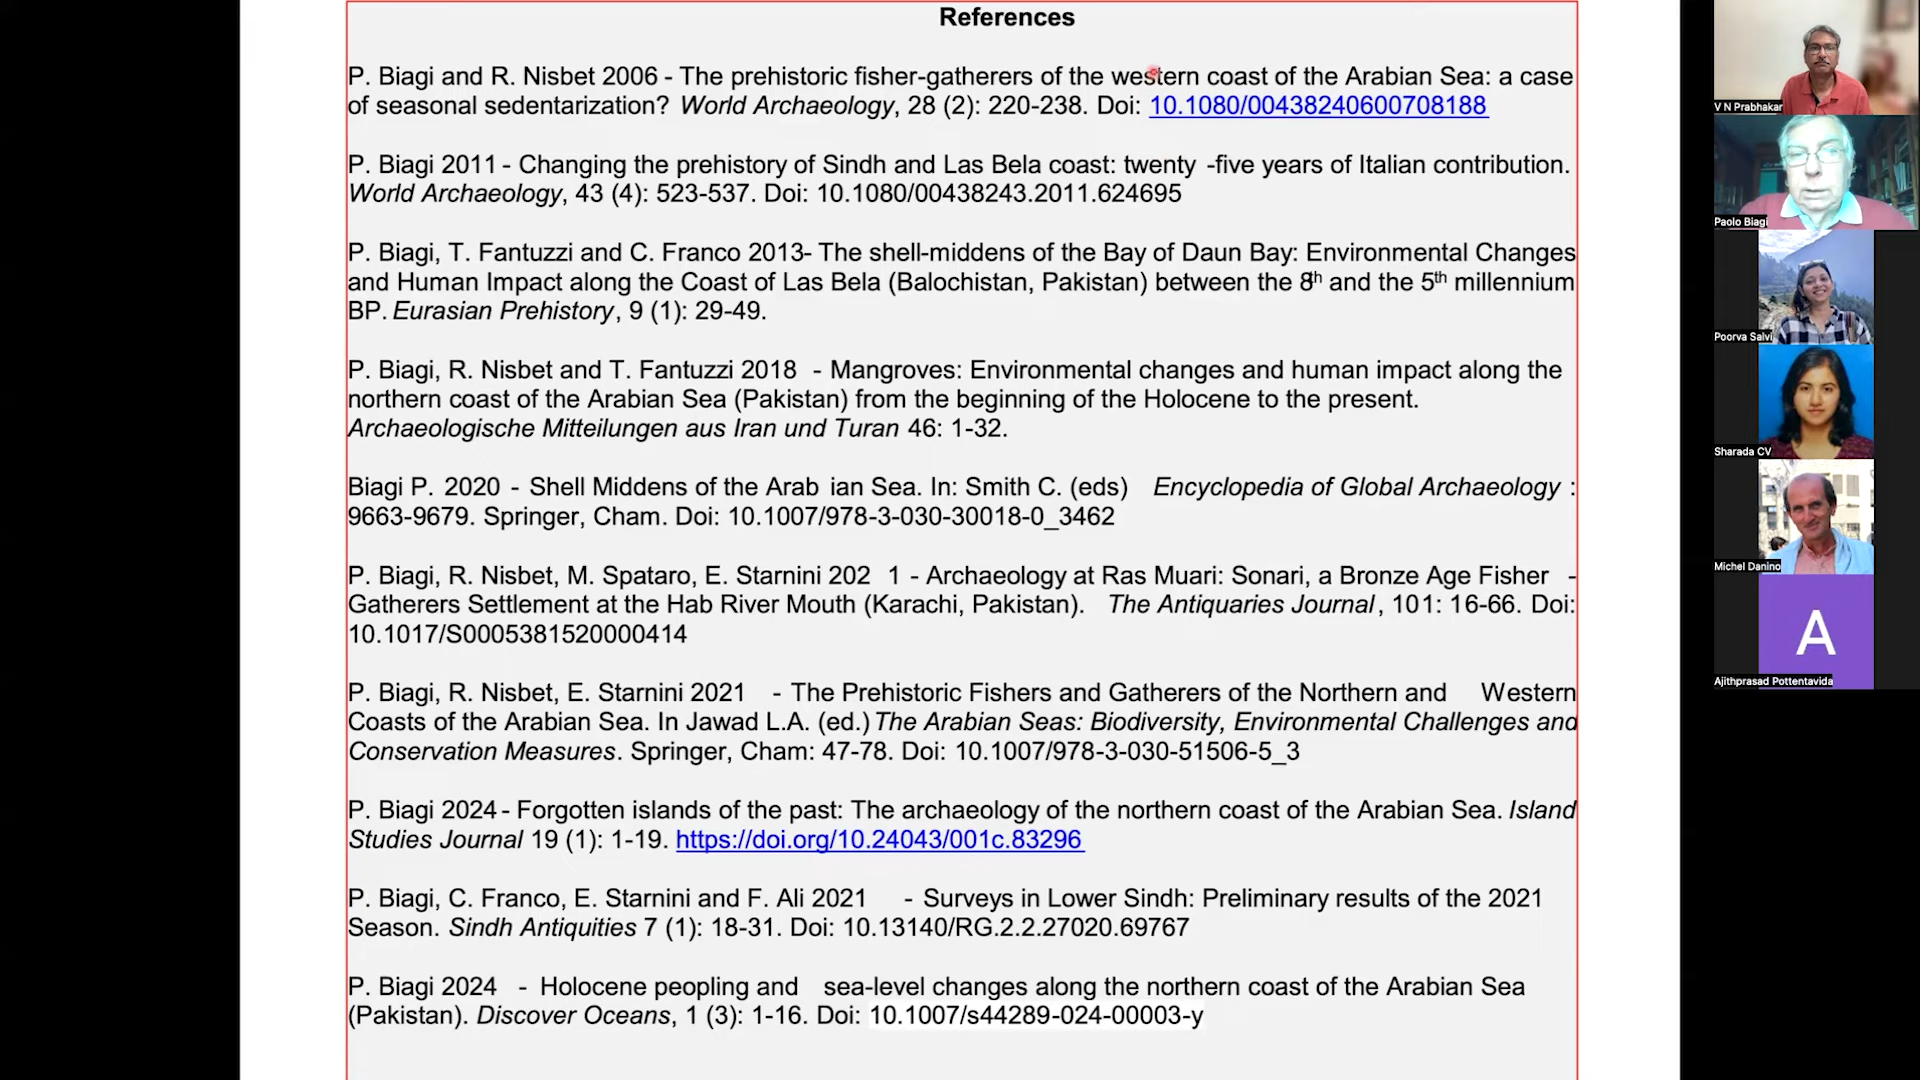 References
P. Biagi and R. Nisbet 2006 - The prehistoric fisher-gatherers of the western coast of the Arabian Sea: a case
of seasonal sedentarization? World Archaeology, 28 (2): 220-238. Doi: 10.1080/00438240600708188
P. Biagi 2011 - Changing the prehistory of Sindh and Las Bela coast: twenty -five years of Italian contribution.
World Archaeology, 43 (4): 523-537. Doi: 10.1080/00438243.2011.624695
P. Biagi, T. Fantuzzi and C. Franco 2013- The shell-middens of the Bay of Daun Bay: Environmental Changes
and Human Impact along the Coast of Las Bela (Balochistan, Pakistan) between the 8th and the 5th millennium
BP. Eurasian Prehistory, 9 (1): 29-49.
P. Biagi, R. Nisbet and T. Fantuzzi 2018 - Mangroves: Environmental changes and human impact along the
northern coast of the Arabian Sea (Pakistan) from the beginning of the Holocene to the present.
Archaeologische Mitteilungen aus Iran und Turan 46: 1-32.
Biagi P. 2020 - Shell Middens of the Arab ian Sea. In: Smith C. (eds) Encyclopedia of Global Archaeology :
9663-9679. Springer, Cham. Doi: 10.1007/978-3-030-30018-0_3462
P. Biagi, R. Nisbet, M. Spataro, E. Starnini 202 1 - Archaeology at Ras Muari: Sonari, a Bronze Age Fisher -
Gatherers Settlement at the Hab River Mouth (Karachi, Pakistan). The Antiquaries Journal, 101: 16-66. Doi:
10.1017/S0005381520000414
P. Biagi, R. Nisbet, E. Starnini 2021 - The Prehistoric Fishers and Gatherers of the Northern and Western
Coasts of the Arabian Sea. In Jawad L.A. (ed.) The Arabian Seas: Biodiversity, Environmental Challenges and
Conservation Measures. Springer, Cham: 47-78. Doi: 10.1007/978-3-030-51506-5_3
P. Biagi 2024 - Forgotten islands of the past: The archaeology of the northern coast of the Arabian Sea. Island
Studies Journal 19 (1): 1-19. https://doi.org/10.24043/001c.83296
P. Biagi, C. Franco, E. Starnini and F. Ali 2021 - Surveys in Lower Sindh: Preliminary results of the 2021
Season. Sindh Antiquities 7 (1): 18-31. Doi: 10.13140/RG.2.2.27020.69767
P. Biagi 2024 - Holocene peopling and sea-level changes along the northern coast of the Arabian Sea
(Pakistan). Discover Oceans, 1 (3): 1-16. Doi: 10.1007/s44289-024-00003-y
V N Prabhakar
Paolo Biagi
Poorva Salvi
Sharada CV
Michel Danino
A
Ajithprasad Pottentavida